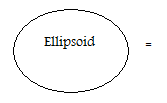 Ellipsoid =